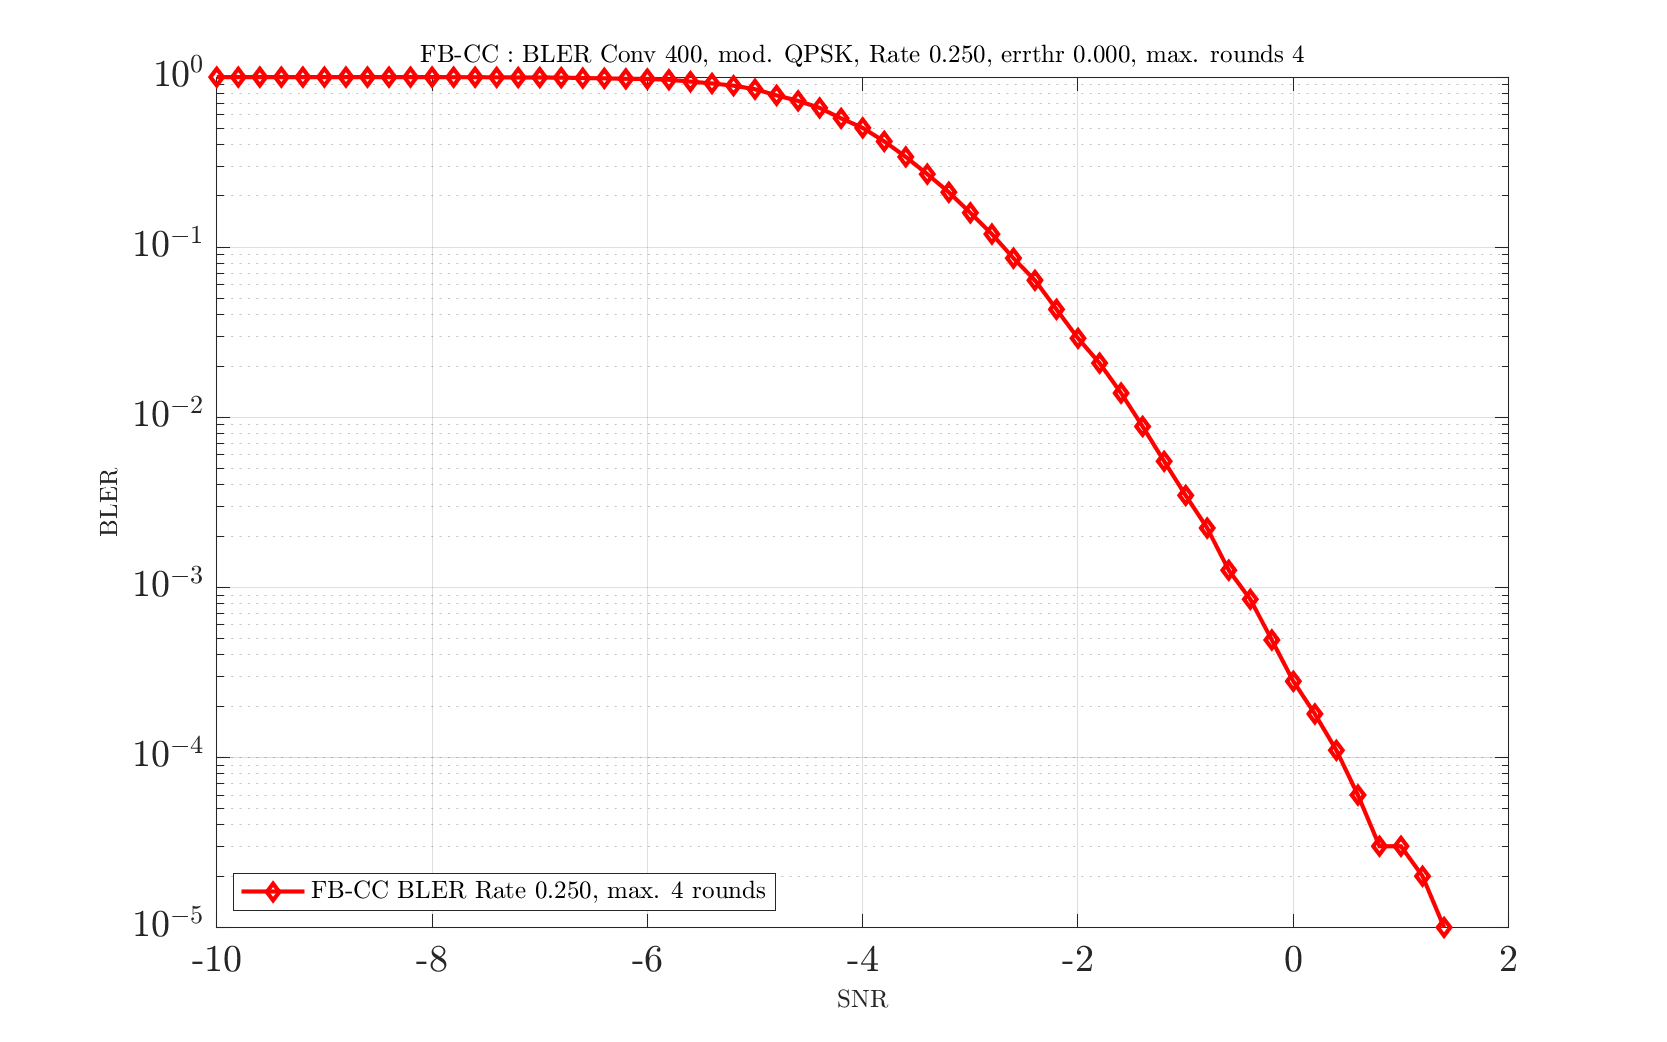 FB-CC : BLER Conv 400, mod. QPSK, Rate 0.250, errthr 0.000, max. rounds 4
10⁰
10⁻¹
10⁻²
10⁻³
10⁻⁴
10⁻⁵
BLER
FB-CC BLER Rate 0.250, max. 4 rounds
-10 -8 -6 -4 -2 0 2
SNR